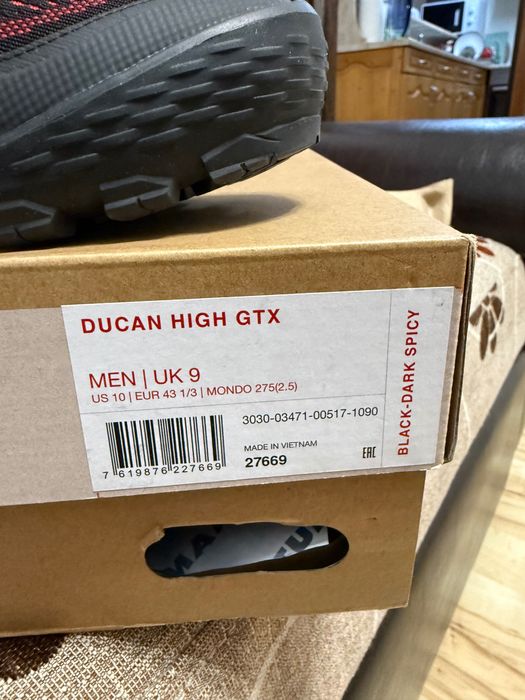 DUCAN HIGH GTX
MEN | UK 9
US 10 | EUR 43 1/3 | MONDO 275(2.5)
7 619876 227669
3030-03471-00517-1090
MADE IN VIETNAM
27669
EAC
BLACK-DARK SPICY